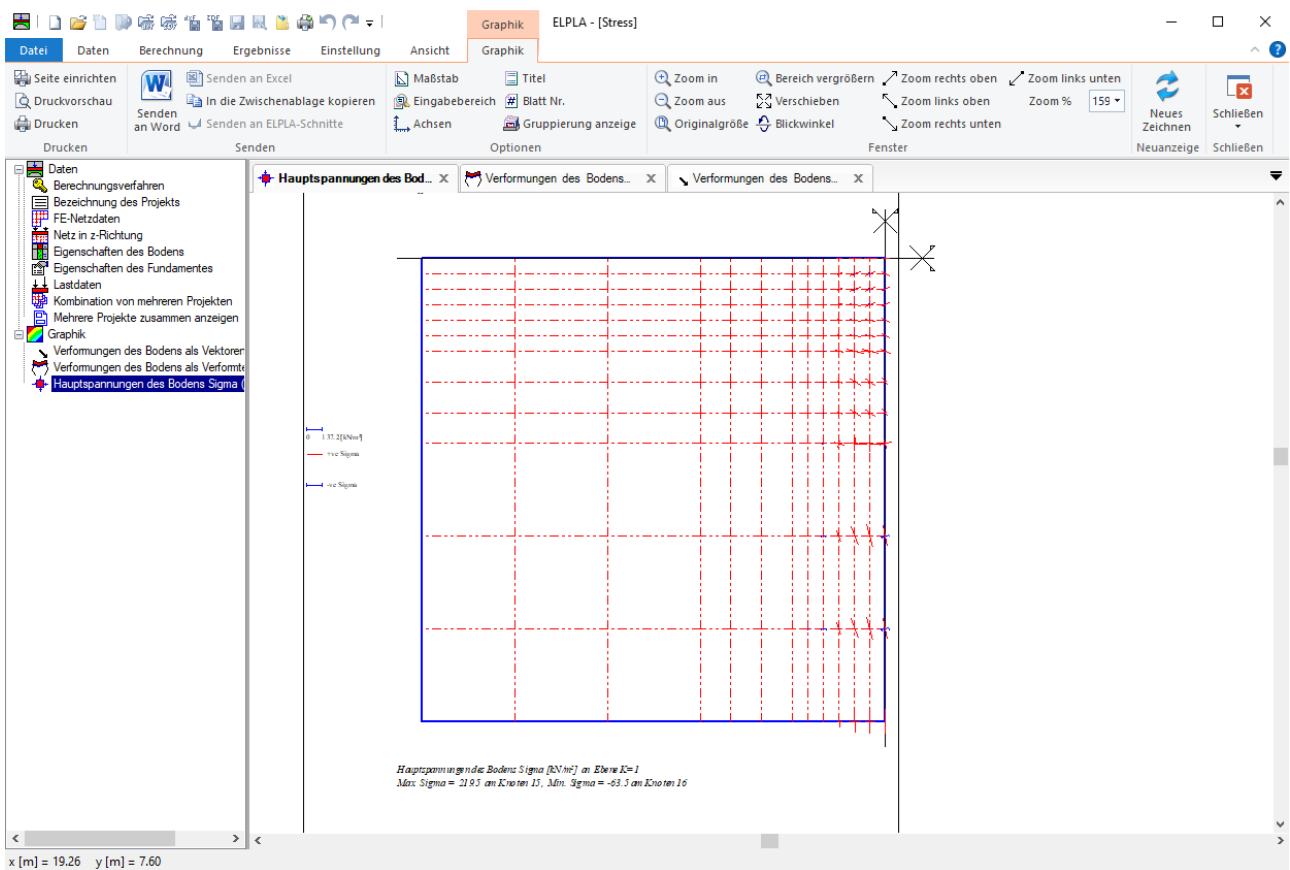 Graphik ELPLA - [Stress]
Datei Daten Berechnung Ergebnisse Einstellung Ansicht Graphik
Seite einrichten Senden an Excel Maßstab Titel Zoom in Bereich vergrößern Zoom rechts oben Zoom links unten
Druckvorschau In die Zwischenablage kopieren Eingabebereich Blatt Nr. Zoom aus Verschieben Zoom links oben Zoom % 159
Drucken Senden an Word Senden an ELPLA-Schnitte Achsen Gruppierung anzeige Originalgröße Blickwinkel Zoom rechts unten Neues Zeichnen Schließen
Drucken Senden Optionen Fenster Neuanzeige Schließen
Daten
Berechnungsverfahren
Bezeichnung des Projekts
FE-Netzdaten
Netz in z-Richtung
Eigenschaften des Bodens
Eigenschaften des Fundamentes
Lastdaten
Kombination von mehreren Projekten
Mehrere Projekte zusammen anzeigen
Graphik
Verformungen des Bodens als Vektoren
Verformungen des Bodens als Verformte
Hauptspannungen des Bodens Sigma (
Hauptspannungen des Bod... X Verformungen des Bodens... X Verformungen des Bodens... X
0 137.2[kN/m²]
+ve Sigma
-ve Sigma
Hauptspannungen des Bodens Sigma [kN/m²] an Ebene K=1
Max. Sigma = 219.5 am Knoten 15, Min. Sigma = -63.5 am Knoten 16
x [m] = 19.26 y [m] = 7.60